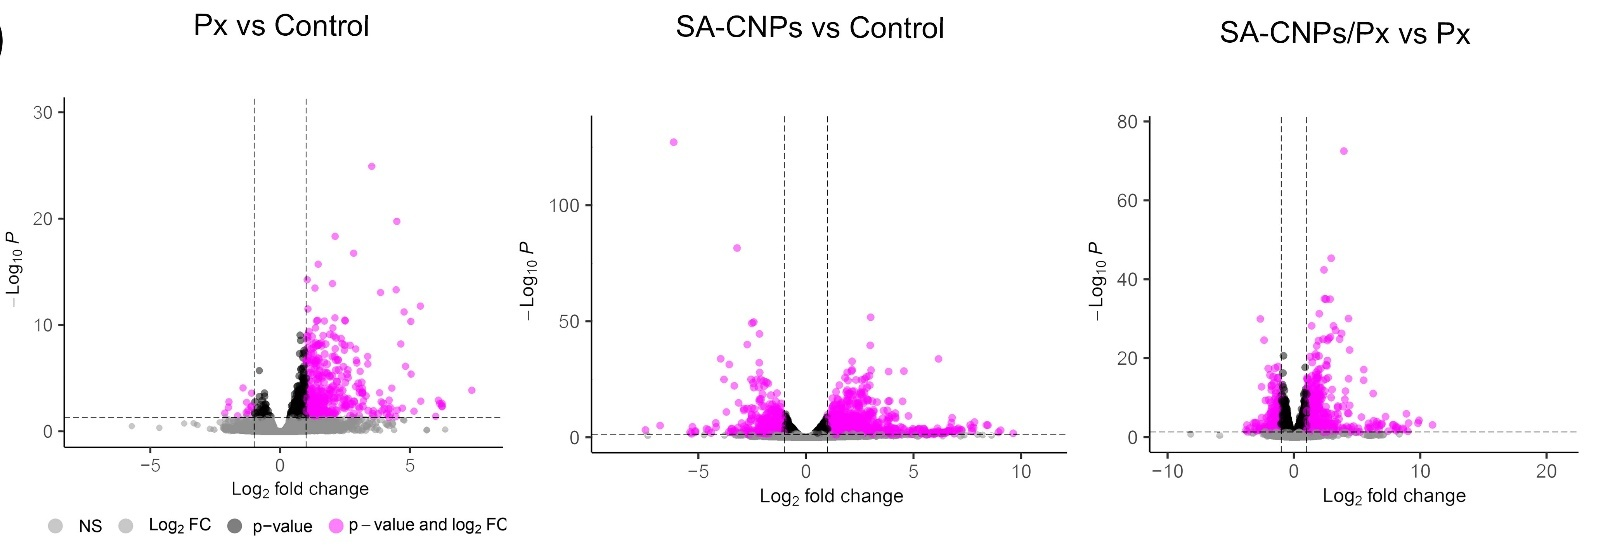 )
Px vs Control
SA-CNPs vs Control
SA-CNPs/Px vs Px
30
20
10
0
−Log₁₀ P
−5
0
5
Log₂ fold change
100
50
0
−Log₁₀ P
−5
0
5
10
Log₂ fold change
80
60
40
20
0
−Log₁₀ P
−10
0
10
20
Log₂ fold change
NS Log₂ FC p−value p−value and log₂ FC